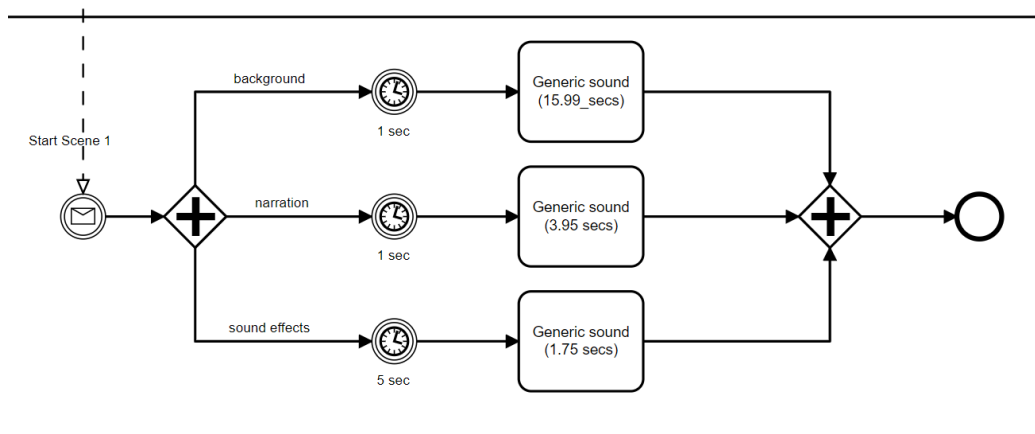 background
Generic sound
(15.99_secs)
1 sec
Start Scene 1
narration
Generic sound
(3.95 secs)
1 sec
sound effects
Generic sound
(1.75 secs)
5 sec